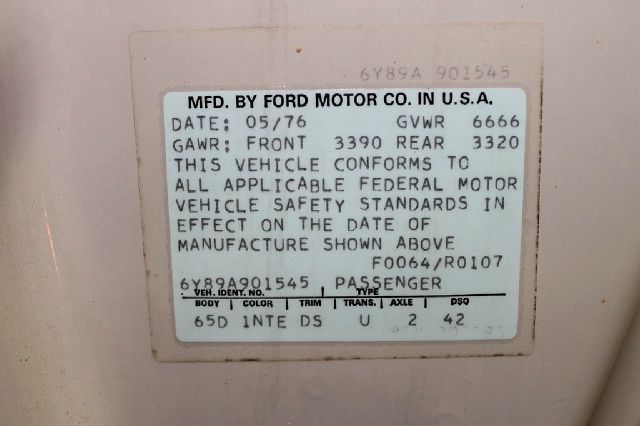 6Y89A 901545
MFD. BY FORD MOTOR CO. IN U.S.A.
DATE: 05/76 GVWR 6666
GAWR: FRONT 3390 REAR 3320
THIS VEHICLE CONFORMS TO
ALL APPLICABLE FEDERAL MOTOR
VEHICLE SAFETY STANDARDS IN
EFFECT ON THE DATE OF
MANUFACTURE SHOWN ABOVE
F0064/R0107
6Y89A901545 PASSENGER
VEH. IDENT. NO. TYPE
BODY COLOR TRIM TRANS. AXLE DSO
65D 1NTE DS U 2 42